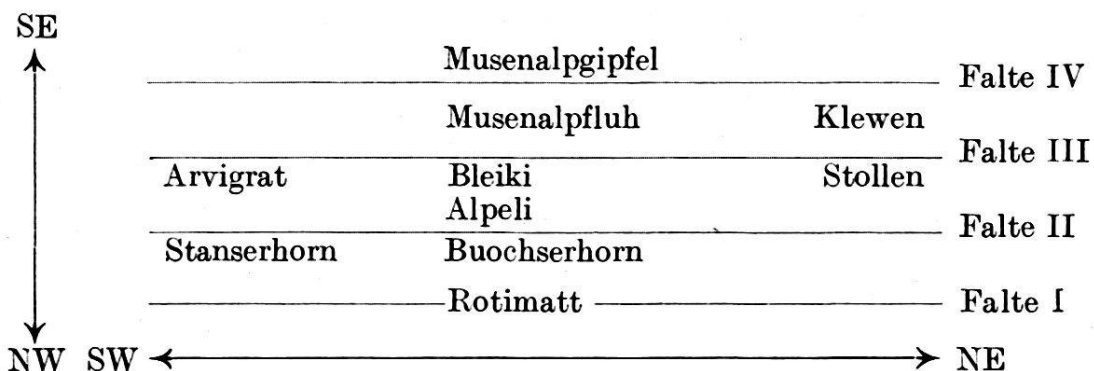 SE
Musenalpgipfel
Falte IV
Musenalpfluh Klewen
Falte III
Arvigrat Bleiki Stollen
Alpeli
Falte II
Stanserhorn Buochserhorn
Rotimatt Falte I
NW SW NE